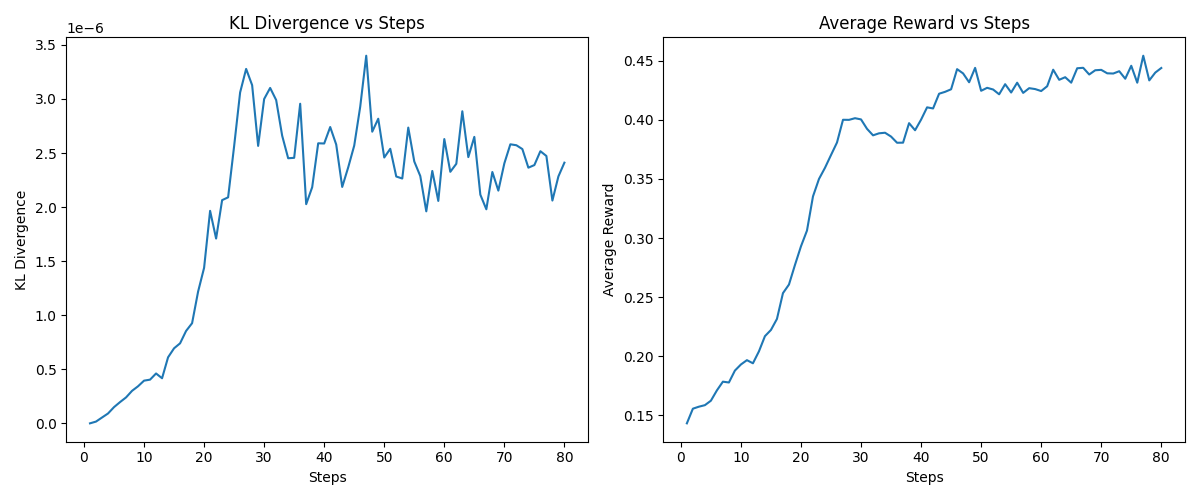 KL Divergence vs Steps
1e−6
3.5
3.0
2.5
2.0
1.5
1.0
0.5
0.0
KL Divergence
0 10 20 30 40 50 60 70 80
Steps
Average Reward vs Steps
0.45
0.40
0.35
0.30
0.25
0.20
0.15
Average Reward
0 10 20 30 40 50 60 70 80
Steps